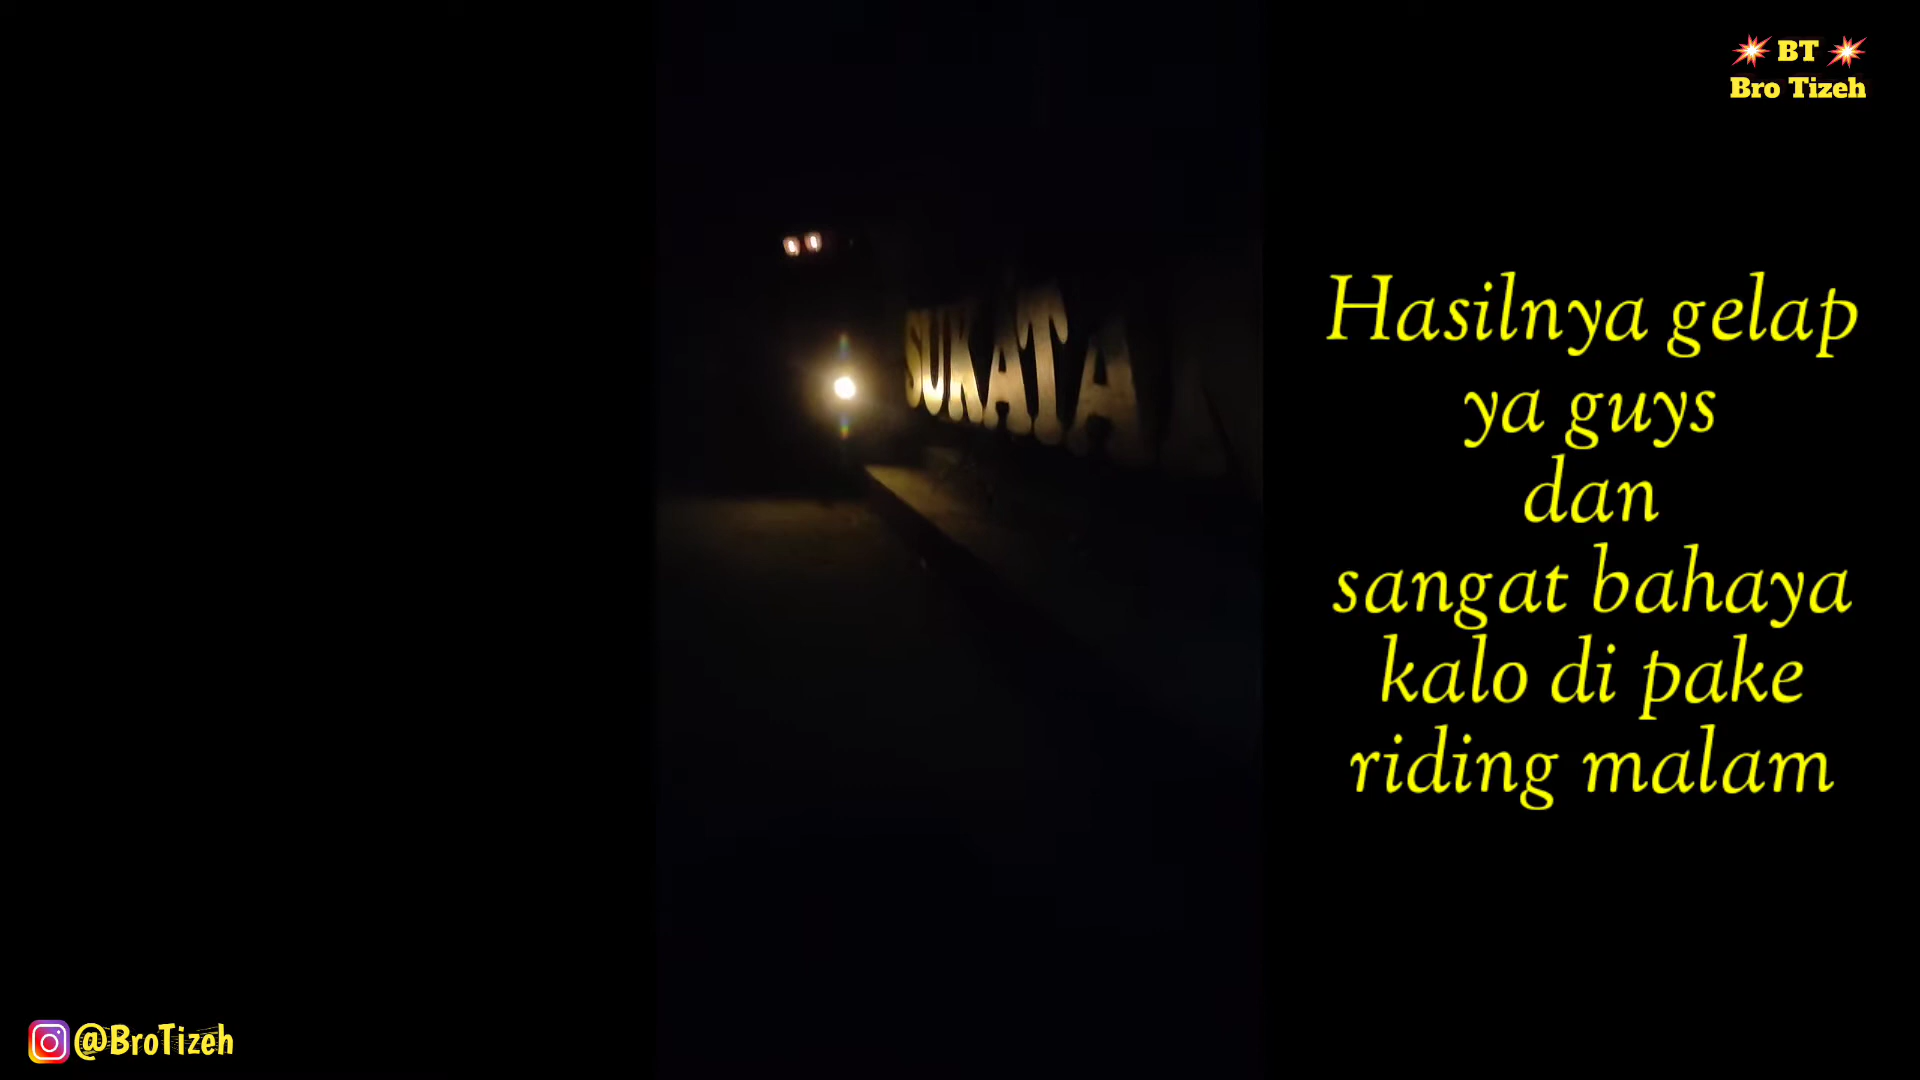 BT
Bro Tizeh
SUKATA
Hasilnya gelap
ya guys
dan
sangat bahaya
kalo di pake
riding malam
@BroTizeh